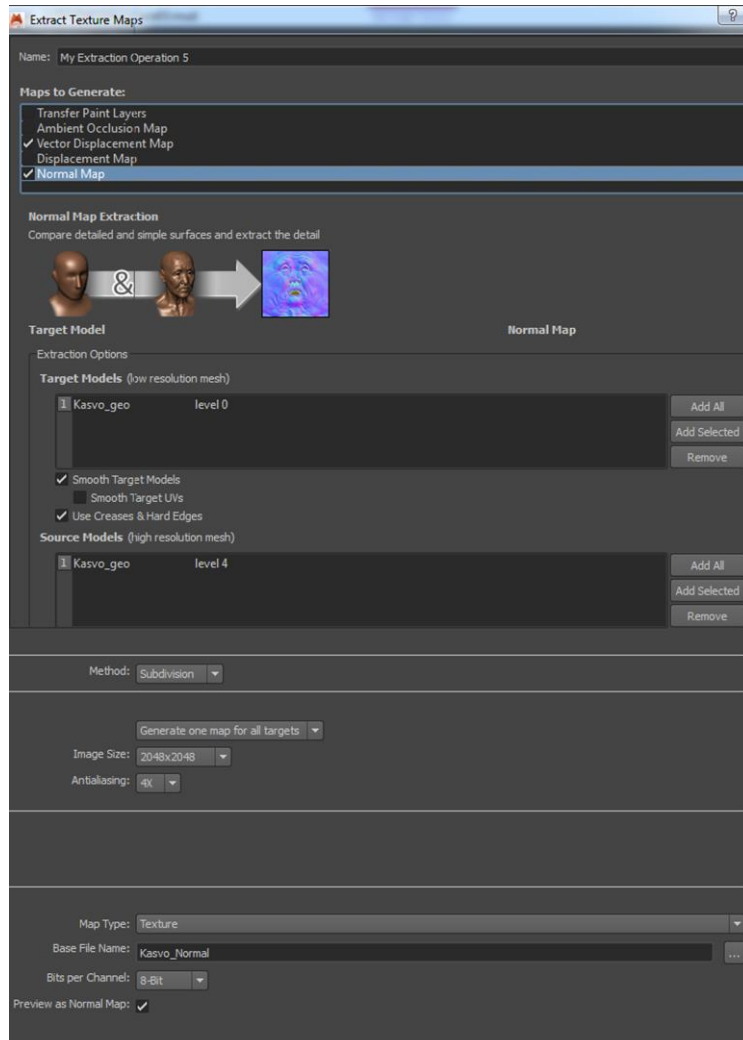 Extract Texture Maps
?
Name: My Extraction Operation 5
Maps to Generate:
Transfer Paint Layers
Ambient Occlusion Map
Vector Displacement Map
Displacement Map
Normal Map
Normal Map Extraction
Compare detailed and simple surfaces and extract the detail
&
Target Model Normal Map
Extraction Options
Target Models (low resolution mesh)
1 Kasvo_geo level 0
Add All
Add Selected
Remove
Smooth Target Models
Smooth Target UVs
Use Creases & Hard Edges
Source Models (high resolution mesh)
1 Kasvo_geo level 4
Add All
Add Selected
Remove
Method: Subdivision
Generate one map for all targets
Image Size: 2048x2048
Antialiasing: 4X
Map Type: Texture
Base File Name: Kasvo_Normal ...
Bits per Channel: 8-Bit
Preview as Normal Map: